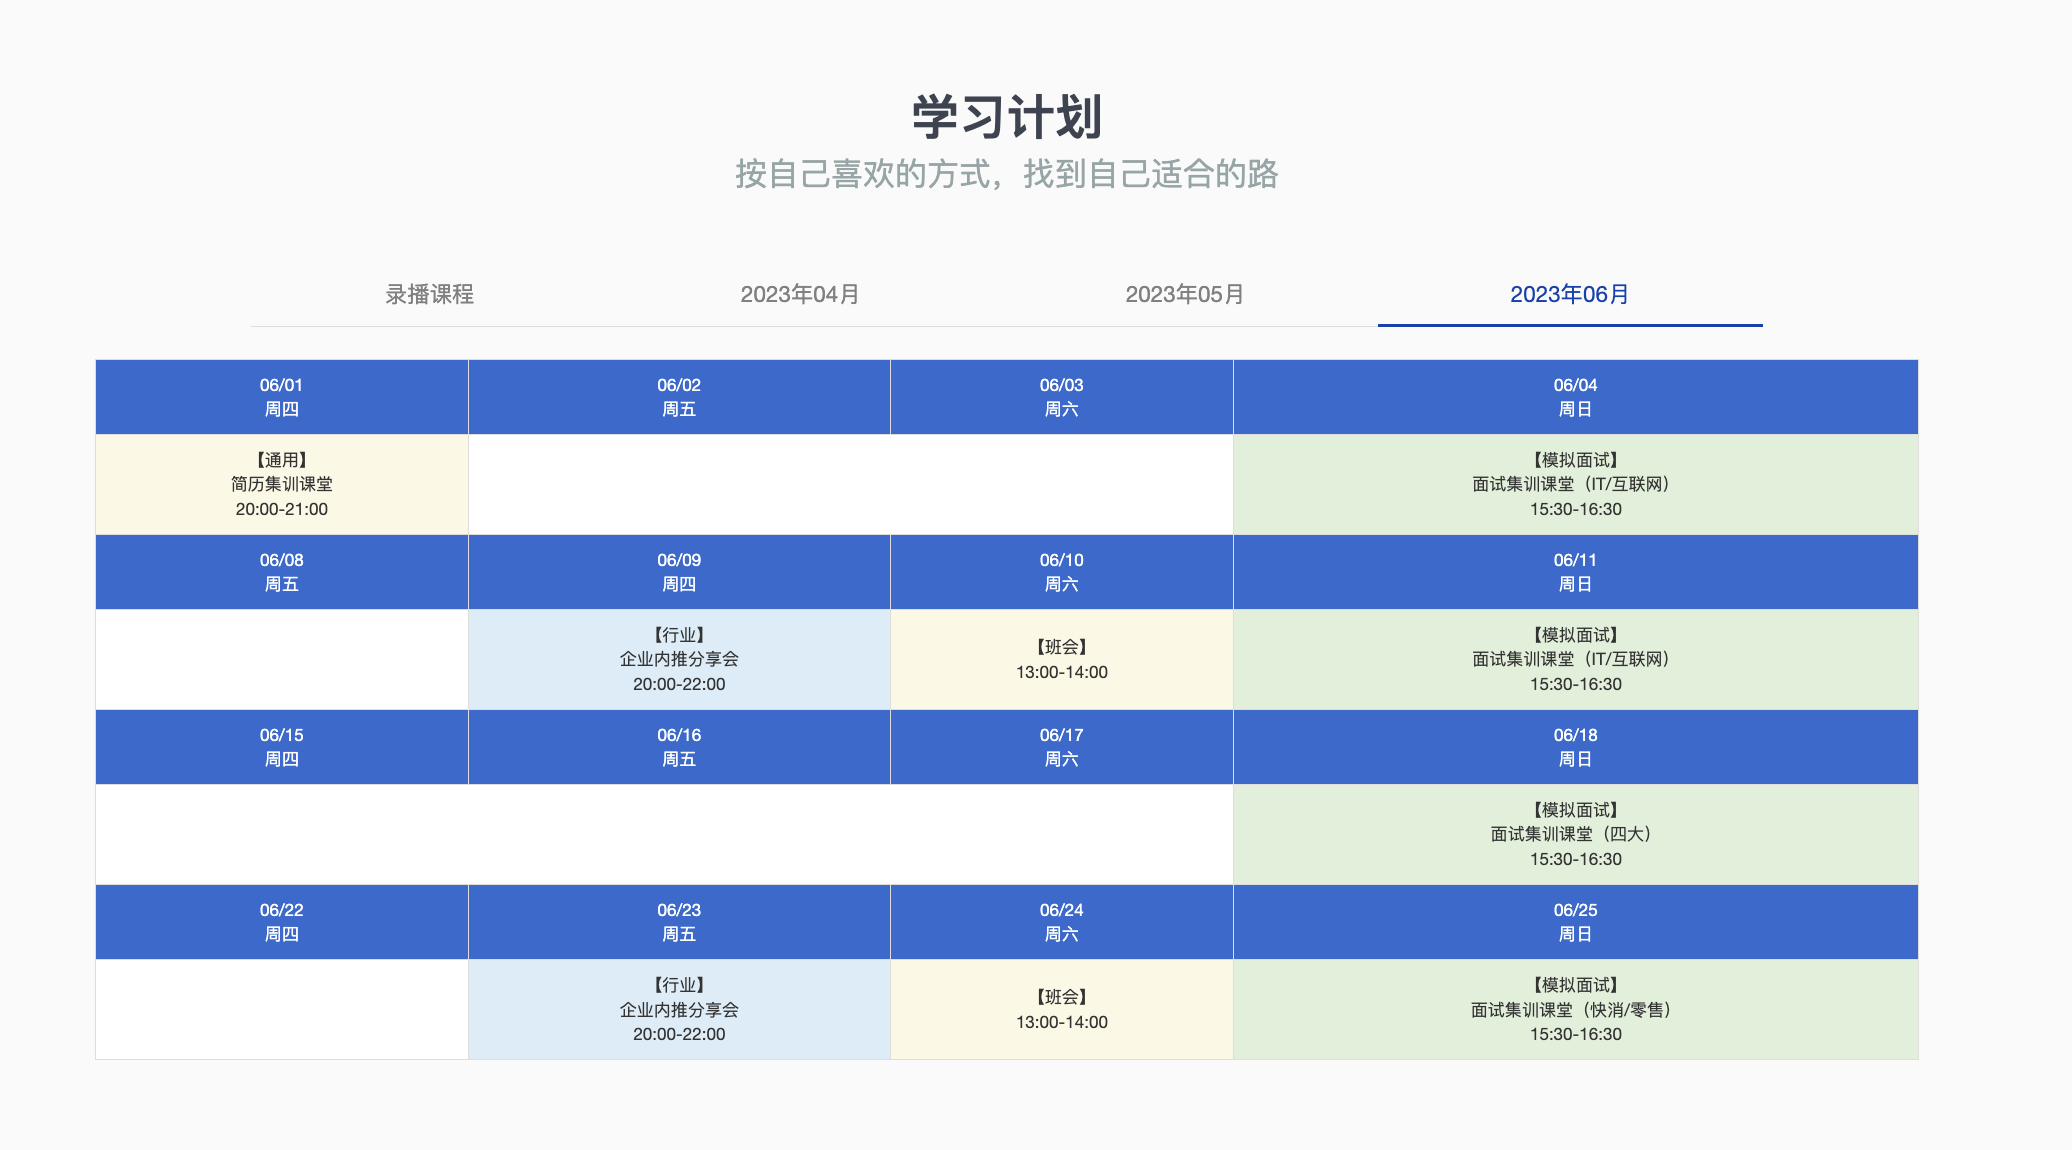 学习计划
按自己喜欢的方式，找到自己适合的路
录播课程 2023年04月 2023年05月 2023年06月
06/01 06/02 06/03 06/04
周四 周五 周六 周日
【通用】
简历集训课堂
20:00-21:00
【模拟面试】
面试集训课堂（IT/互联网）
15:30-16:30
06/08 06/09 06/10 06/11
周五 周四 周六 周日
【行业】
企业内推分享会
20:00-22:00
【班会】
13:00-14:00
【模拟面试】
面试集训课堂（IT/互联网）
15:30-16:30
06/15 06/16 06/17 06/18
周四 周五 周六 周日
【模拟面试】
面试集训课堂（四大）
15:30-16:30
06/22 06/23 06/24 06/25
周四 周五 周六 周日
【行业】
企业内推分享会
20:00-22:00
【班会】
13:00-14:00
【模拟面试】
面试集训课堂（快消/零售）
15:30-16:30